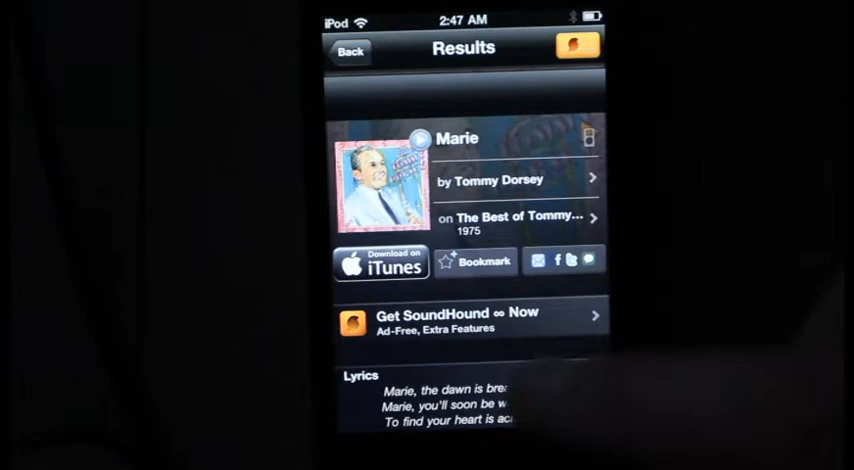 iPod 2:47 AM
Back Results
Marie
by Tommy Dorsey
on The Best of Tommy...
1975
Download on
iTunes
Bookmark
Get SoundHound ∞ Now
Ad-Free, Extra Features
Lyrics
Marie, the dawn is
Marie, you'll soon be
To find your heart is